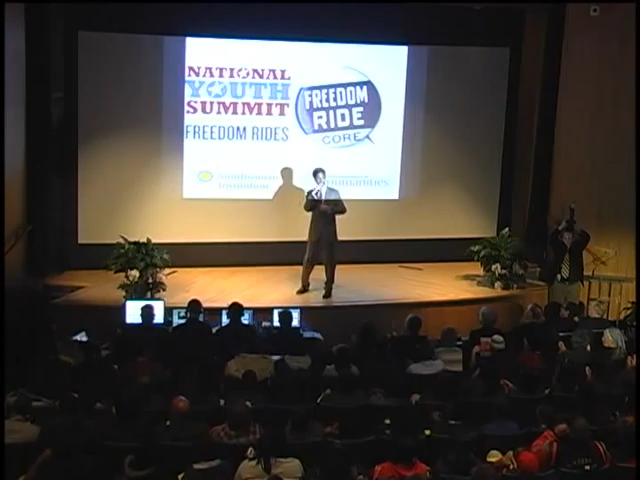 NATIONAL
YOUTH
SUMMIT
FREEDOM RIDES
FREEDOM
RIDE
CORE
Smithsonian
Institution
Humanities